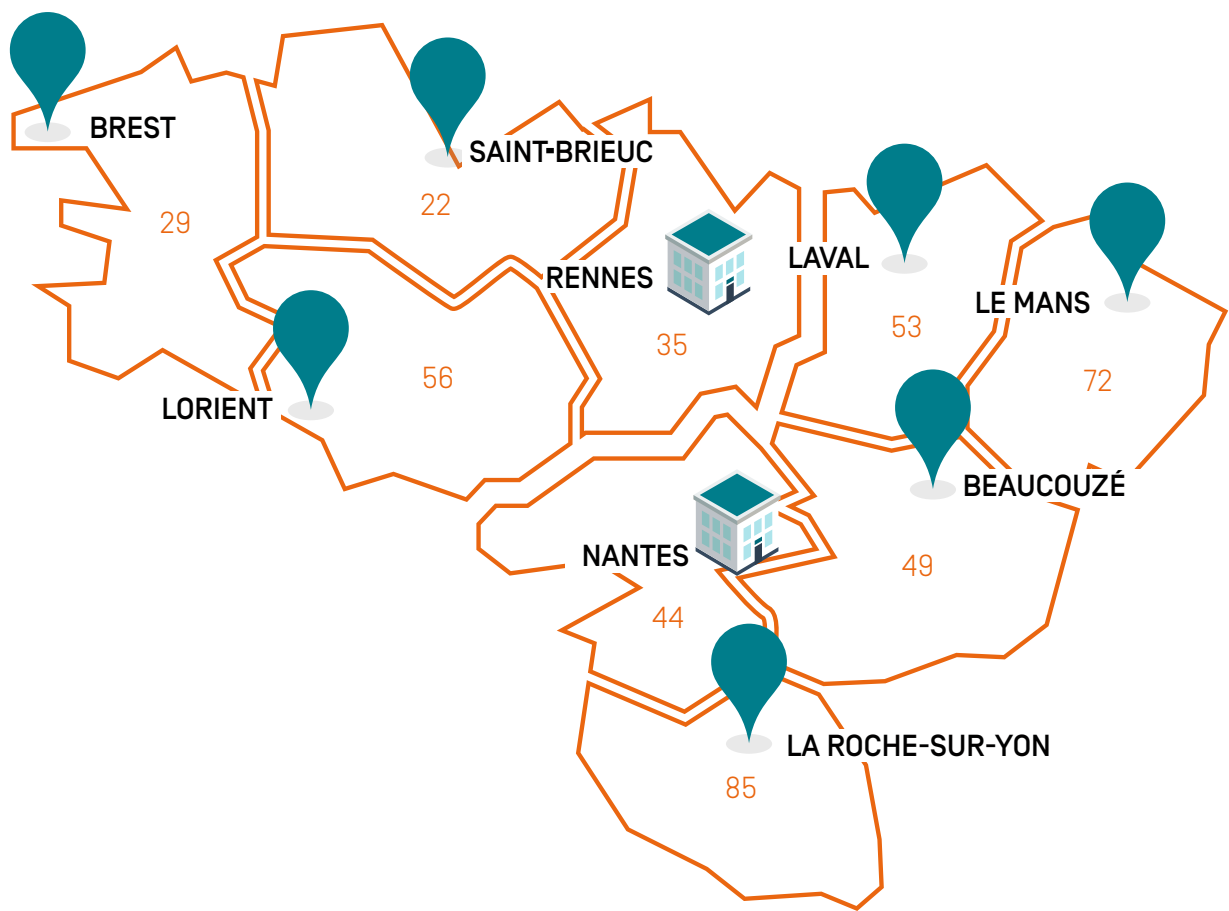 BREST
SAINT-BRIEUC
22
29
LAVAL
RENNES
LE MANS
53
35
56
72
LORIENT
BEAUCOUZÉ
NANTES
49
44
LA ROCHE-SUR-YON
85